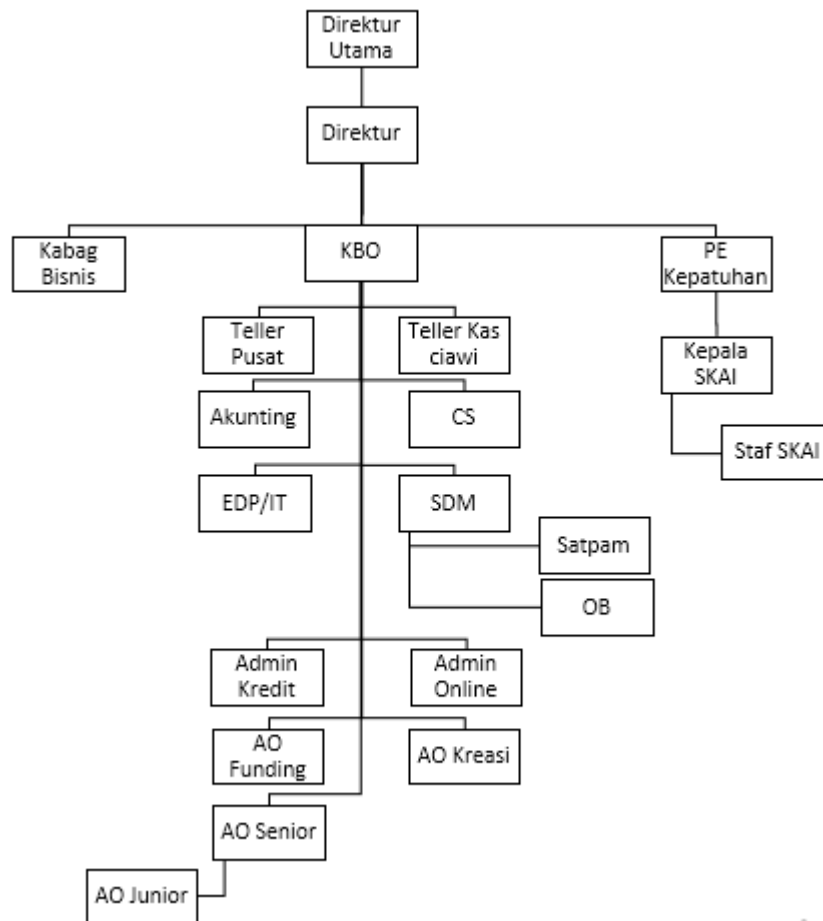 Direktur
Utama
Direktur
Kabag
Bisnis
KBO
PE
Kepatuhan
Teller
Pusat
Teller Kas
ciawi
Kepala
SKAI
Akunting
CS
Staf SKAI
EDP/IT
SDM
Satpam
OB
Admin
Kredit
Admin
Online
AO
Funding
AO Kreasi
AO Senior
AO Junior